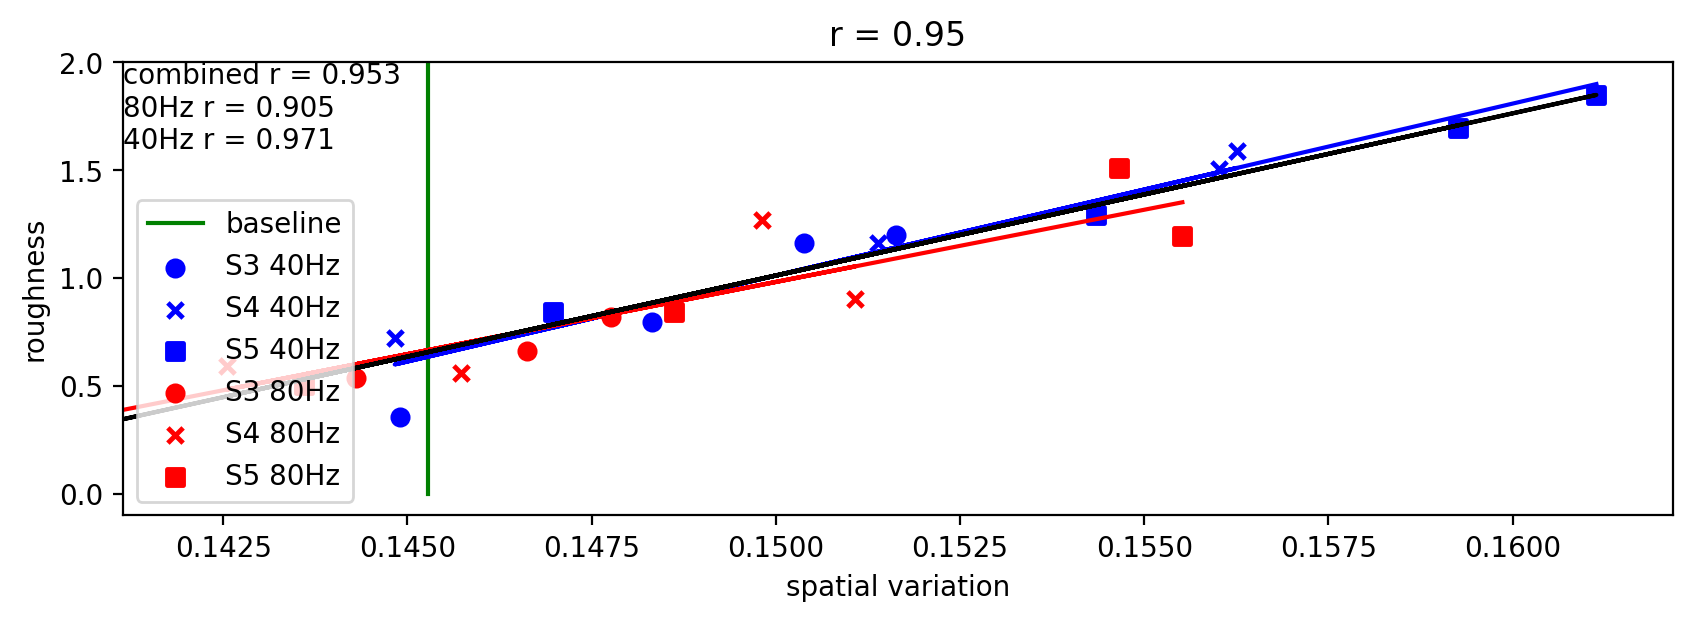 r = 0.95
combined r = 0.953
80Hz r = 0.905
40Hz r = 0.971
baseline
S3 40Hz
S4 40Hz
S5 40Hz
S3 80Hz
S4 80Hz
S5 80Hz
roughness
2.0
1.5
1.0
0.5
0.0
0.1425 0.1450 0.1475 0.1500 0.1525 0.1550 0.1575 0.1600
spatial variation